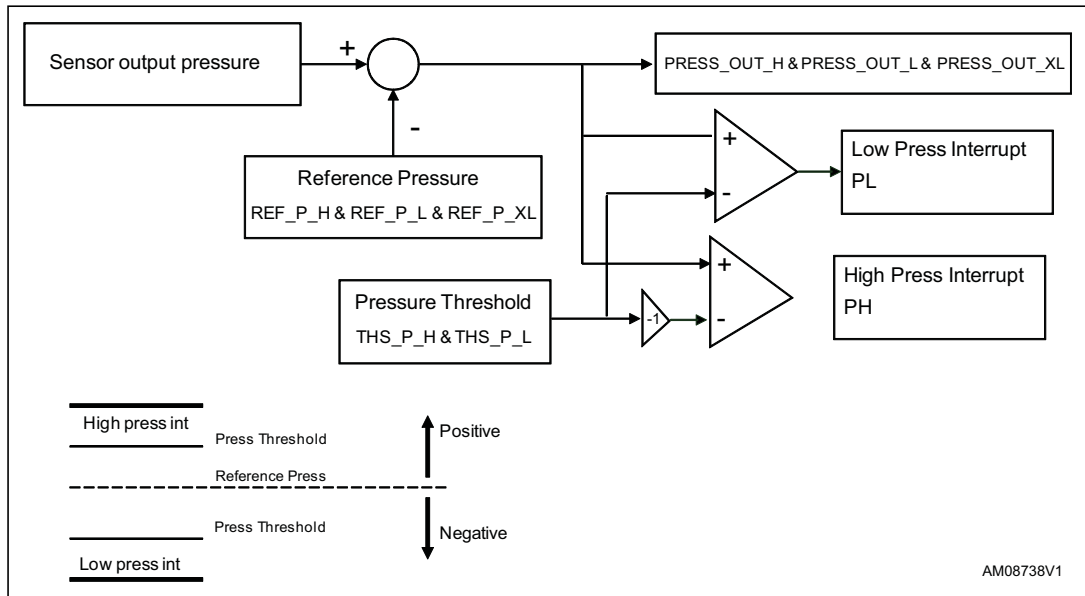 Sensor output pressure
+
-
PRESS_OUT_H & PRESS_OUT_L & PRESS_OUT_XL
Reference Pressure
REF_P_H & REF_P_L & REF_P_XL
+
-
Low Press Interrupt
PL
Pressure Threshold
THS_P_H & THS_P_L
-1
+
-
High Press Interrupt
PH
High press int
Press Threshold
Reference Press
Press Threshold
Low press int
Positive
Negative
AM08738V1